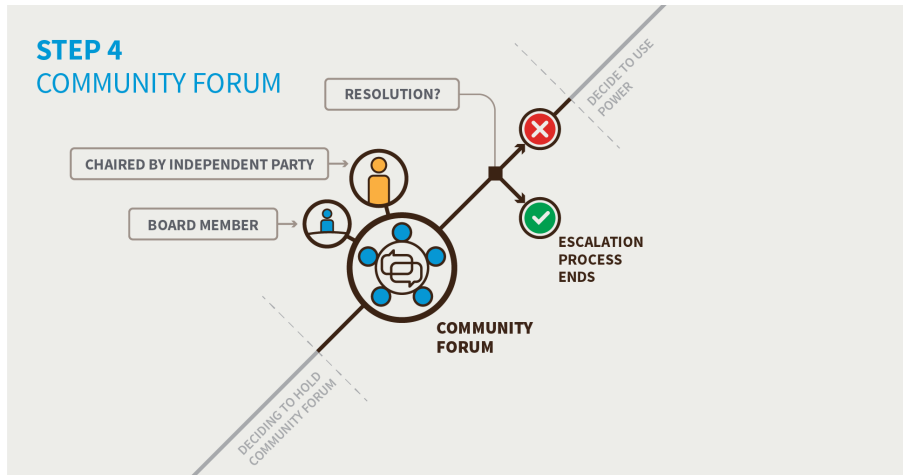 STEP 4
COMMUNITY FORUM
RESOLUTION?
DECIDE TO USE
POWER
CHAIRED BY INDEPENDENT PARTY
BOARD MEMBER
ESCALATION
PROCESS
ENDS
COMMUNITY
FORUM
DECIDING TO HOLD
COMMUNITY FORUM